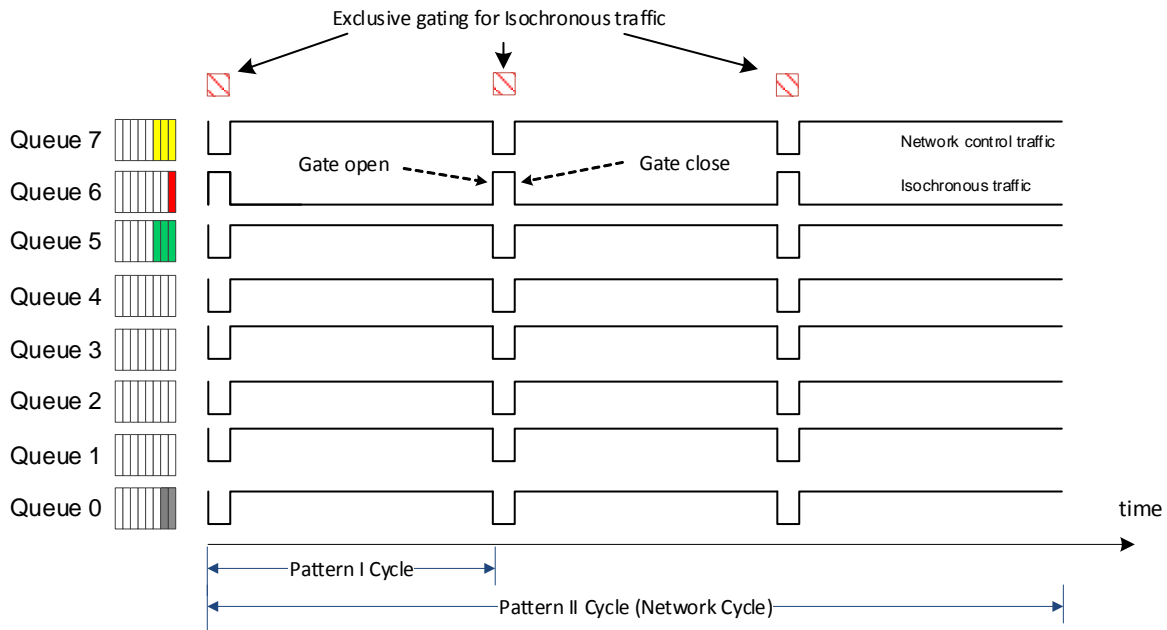 Exclusive gating for Isochronous traffic
Queue 7
Network control traffic
Gate open
Gate close
Queue 6
Isochronous traffic
Queue 5
Queue 4
Queue 3
Queue 2
Queue 1
Queue 0
time
Pattern I Cycle
Pattern II Cycle (Network Cycle)